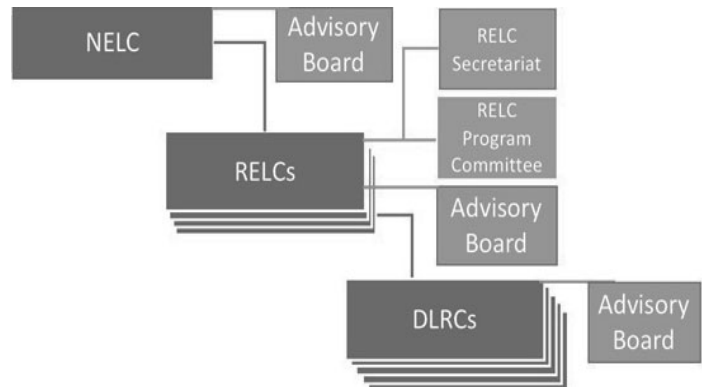 NELC
Advisory
Board
RELC
Secretariat
RELC
Program
Committee
RELCs
Advisory
Board
DLRCs
Advisory
Board